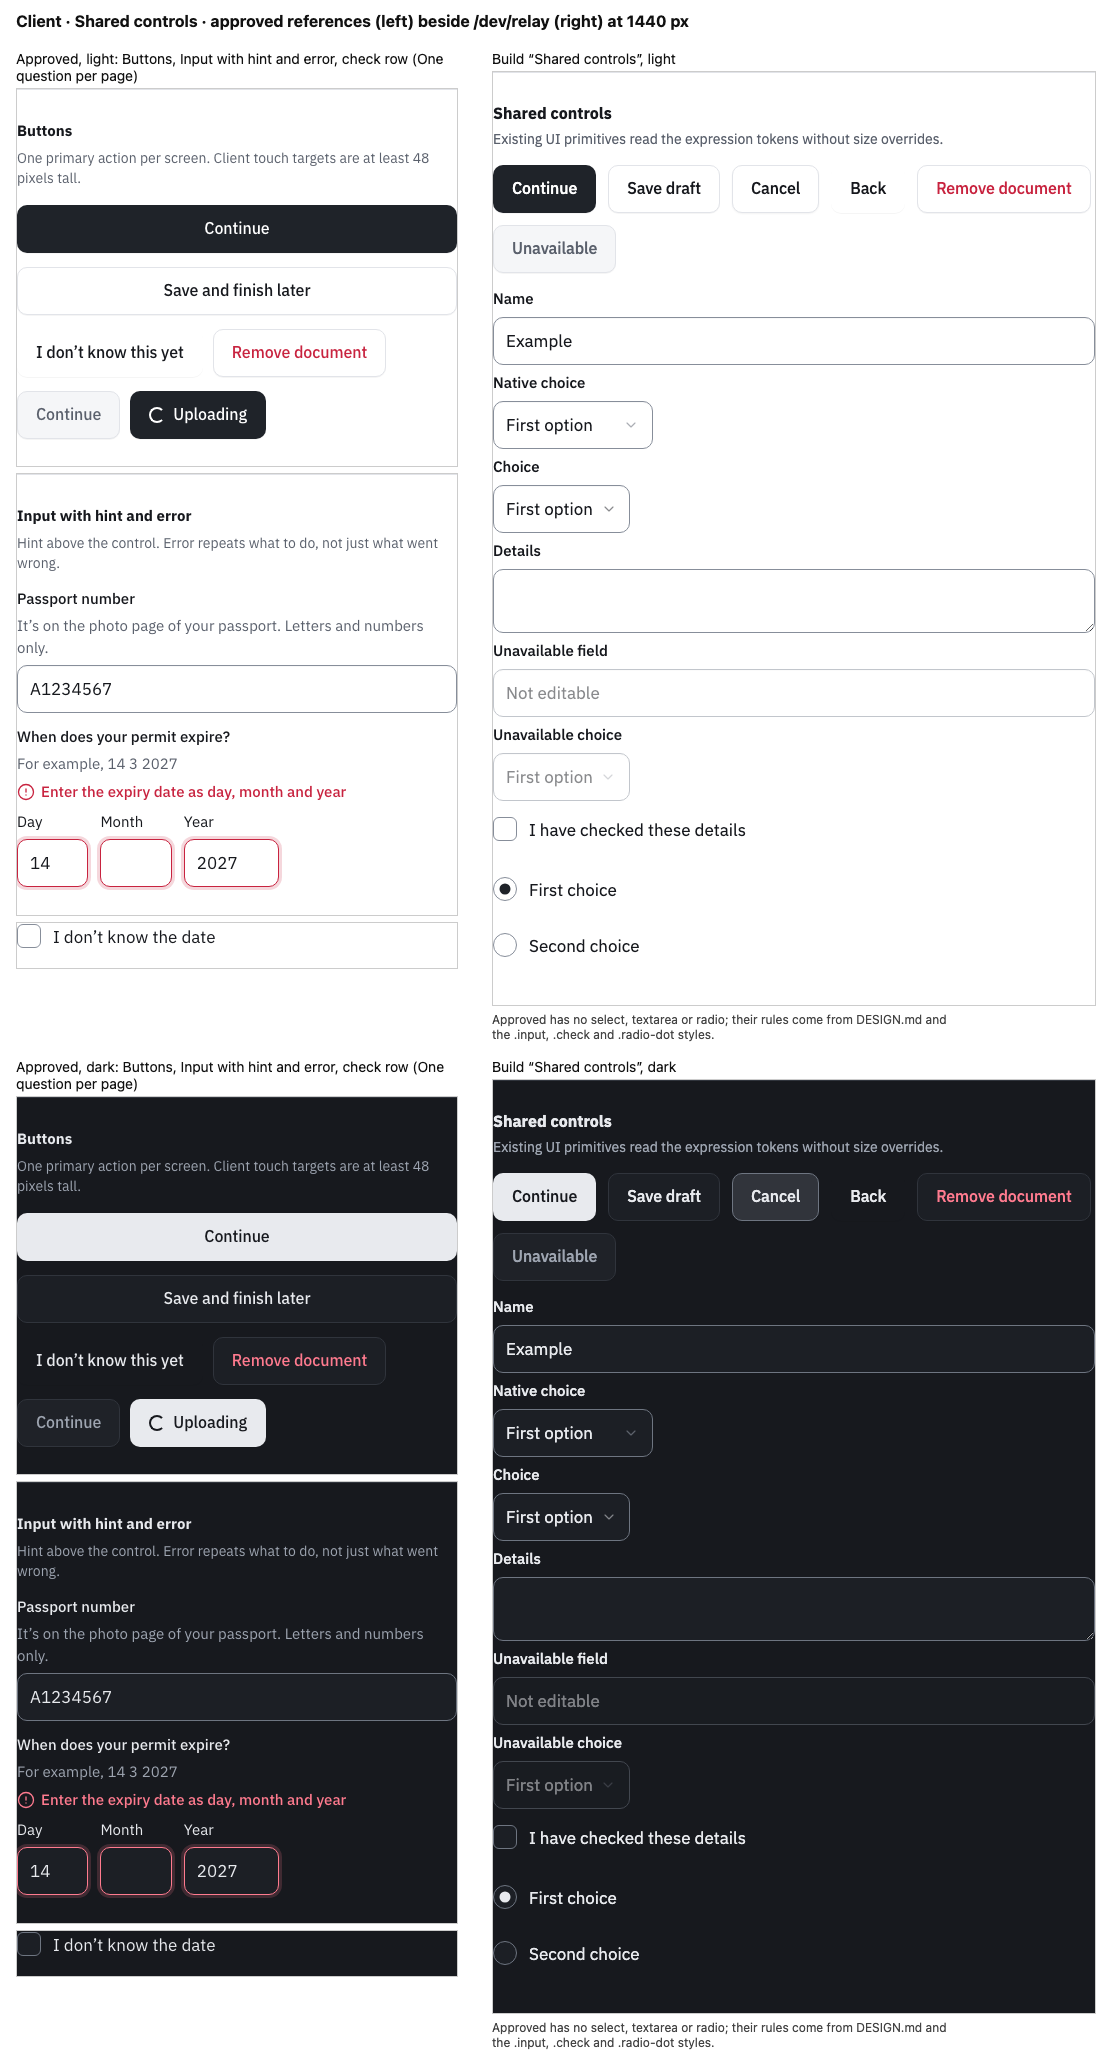 Client · Shared controls · approved references (left) beside /dev/relay (right) at 1440 px
Approved, light: Buttons, Input with hint and error, check row (One
question per page)
Buttons
One primary action per screen. Client touch targets are at least 48
pixels tall.
Continue
Save and finish later
I don’t know this yet
Remove document
Continue
Uploading
Input with hint and error
Hint above the control. Error repeats what to do, not just what went
wrong.
Passport number
It’s on the photo page of your passport. Letters and numbers
only.
A1234567
When does your permit expire?
For example, 14 3 2027
Enter the expiry date as day, month and year
Day Month Year
14 2027
I don’t know the date
Build “Shared controls”, light
Shared controls
Existing UI primitives read the expression tokens without size overrides.
Continue Save draft Cancel Back Remove document
Unavailable
Name
Example
Native choice
First option
Choice
First option
Details
Unavailable field
Not editable
Unavailable choice
First option
I have checked these details
First choice
Second choice
Approved has no select, textarea or radio; their rules come from DESIGN.md and
the .input, .check and .radio-dot styles.
Approved, dark: Buttons, Input with hint and error, check row (One
question per page)
Buttons
One primary action per screen. Client touch targets are at least 48
pixels tall.
Continue
Save and finish later
I don’t know this yet
Remove document
Continue
Uploading
Input with hint and error
Hint above the control. Error repeats what to do, not just what went
wrong.
Passport number
It’s on the photo page of your passport. Letters and numbers
only.
A1234567
When does your permit expire?
For example, 14 3 2027
Enter the expiry date as day, month and year
Day Month Year
14 2027
I don’t know the date
Build “Shared controls”, dark
Shared controls
Existing UI primitives read the expression tokens without size overrides.
Continue Save draft Cancel Back Remove document
Unavailable
Name
Example
Native choice
First option
Choice
First option
Details
Unavailable field
Not editable
Unavailable choice
First option
I have checked these details
First choice
Second choice
Approved has no select, textarea or radio; their rules come from DESIGN.md and
the .input, .check and .radio-dot styles.